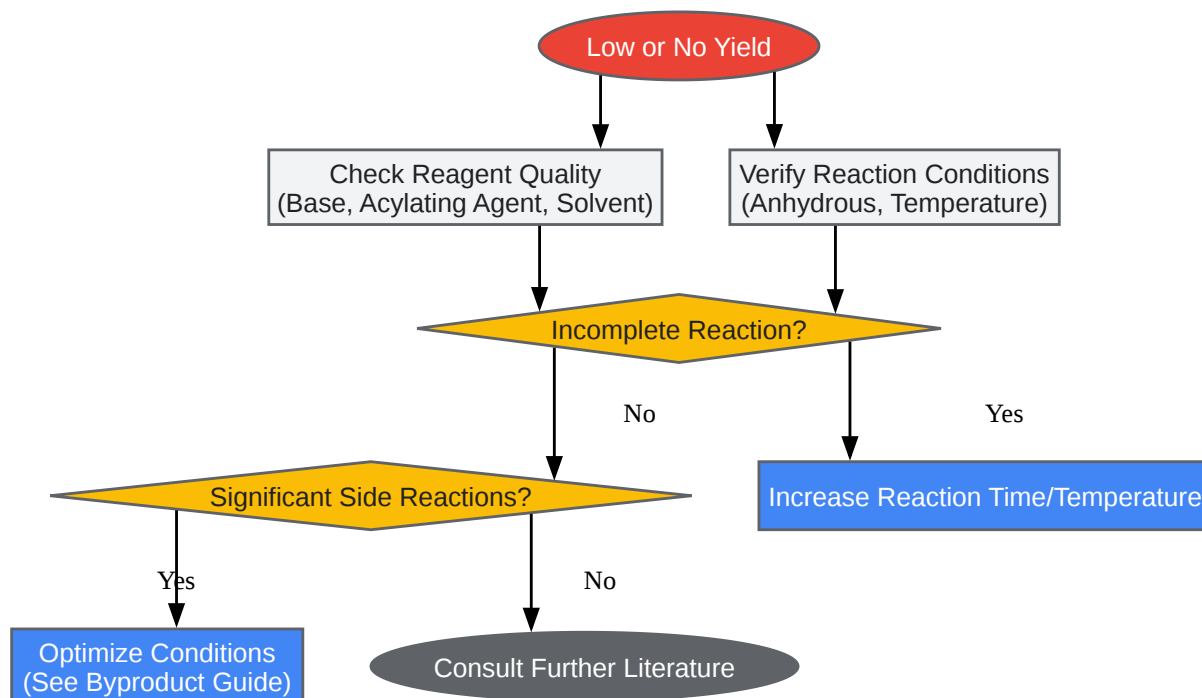 Low or No Yield
Check Reagent Quality
(Base, Acylating Agent, Solvent)
Verify Reaction Conditions
(Anhydrous, Temperature)
Incomplete Reaction?
No
Yes
Significant Side Reactions?
Increase Reaction Time/Temperature
Yes
No
Optimize Conditions
(See Byproduct Guide)
Consult Further Literature